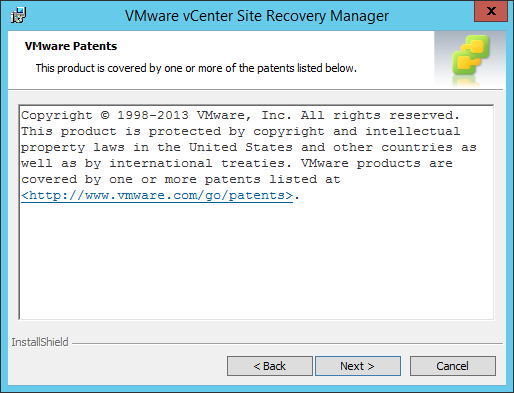 VMware vCenter Site Recovery Manager
x
VMware Patents
This product is covered by one or more of the patents listed below.
Copyright © 1998-2013 VMware, Inc. All rights reserved.
This product is protected by copyright and intellectual
property laws in the United States and other countries as
well as by international treaties. VMware products are
covered by one or more patents listed at
<http://www.vmware.com/go/patents>.
InstallShield
< Back
Next >
Cancel